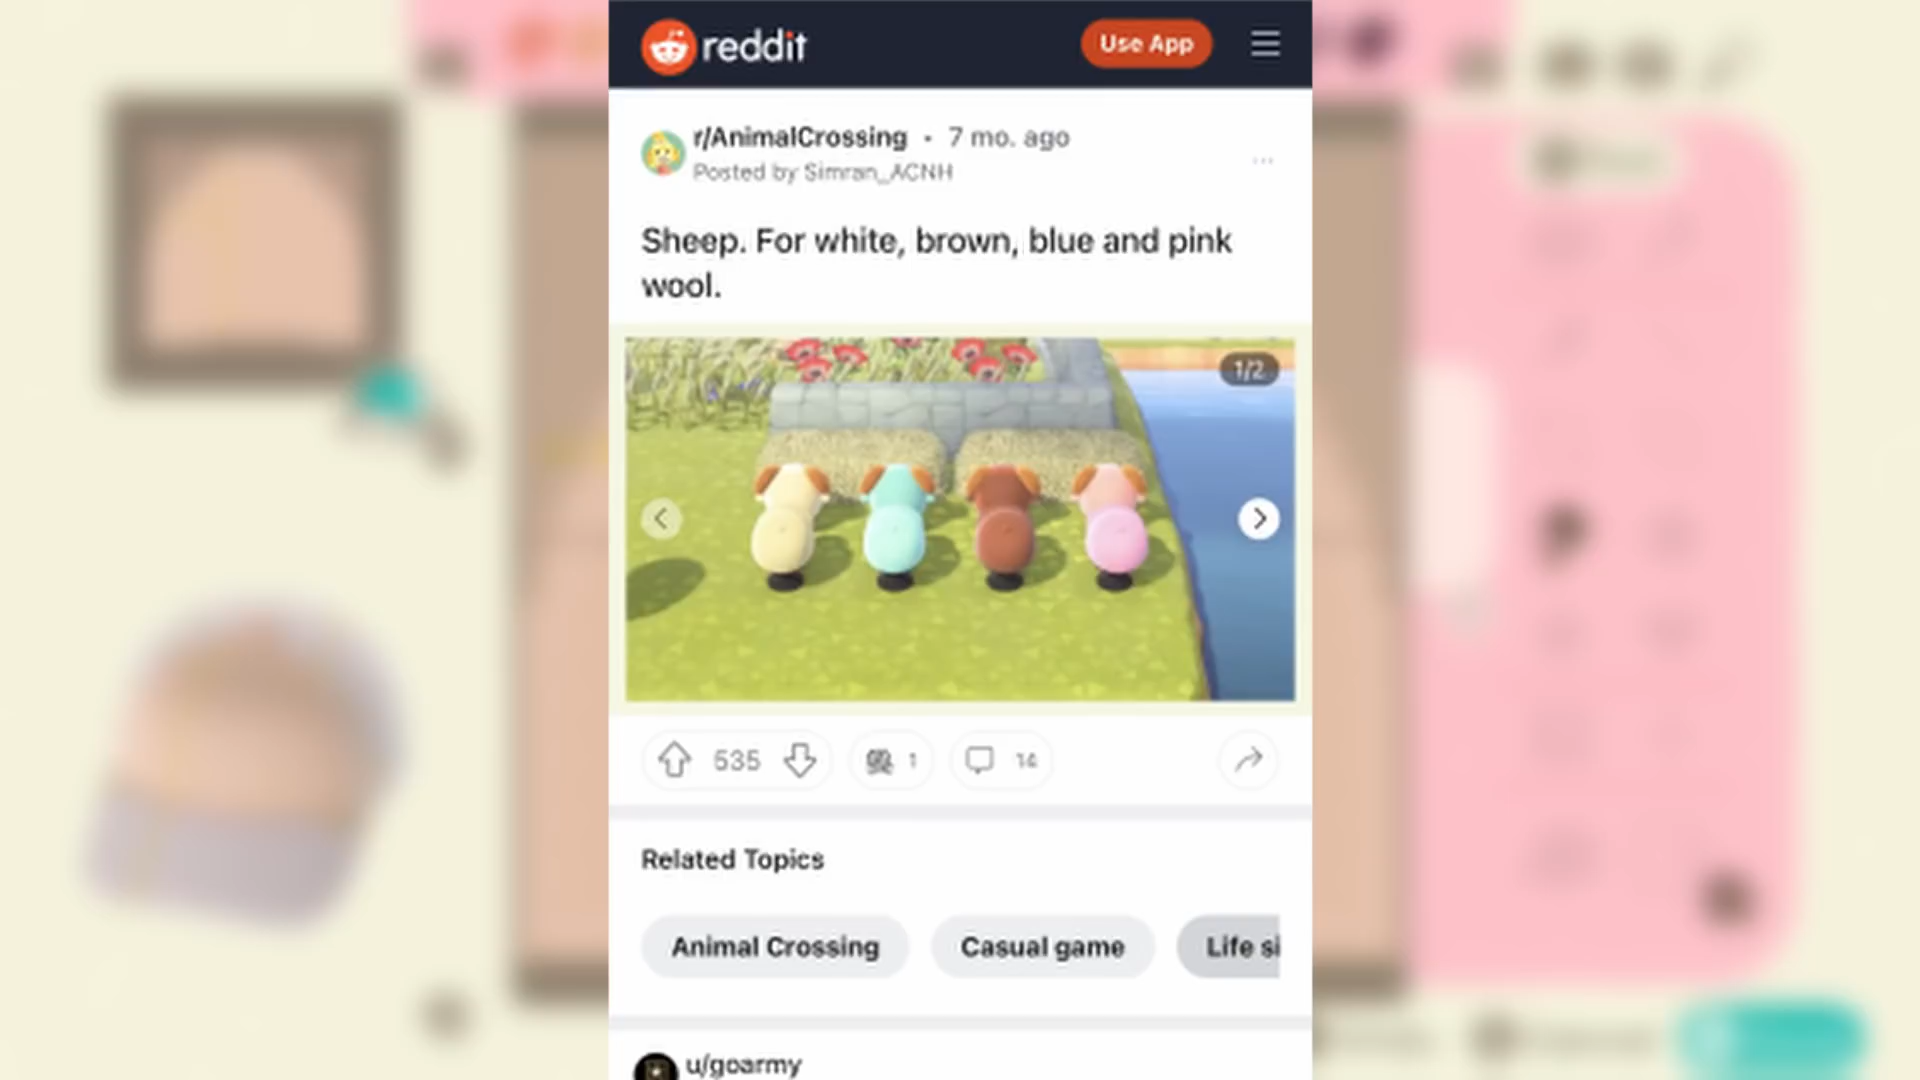 reddit
Use App
r/AnimalCrossing • 7 mo. ago
Posted by Simran_ACNH
Sheep. For white, brown, blue and pink
wool.
1/2
535
1
14
Related Topics
Animal Crossing
Casual game
Life si
u/goarmy